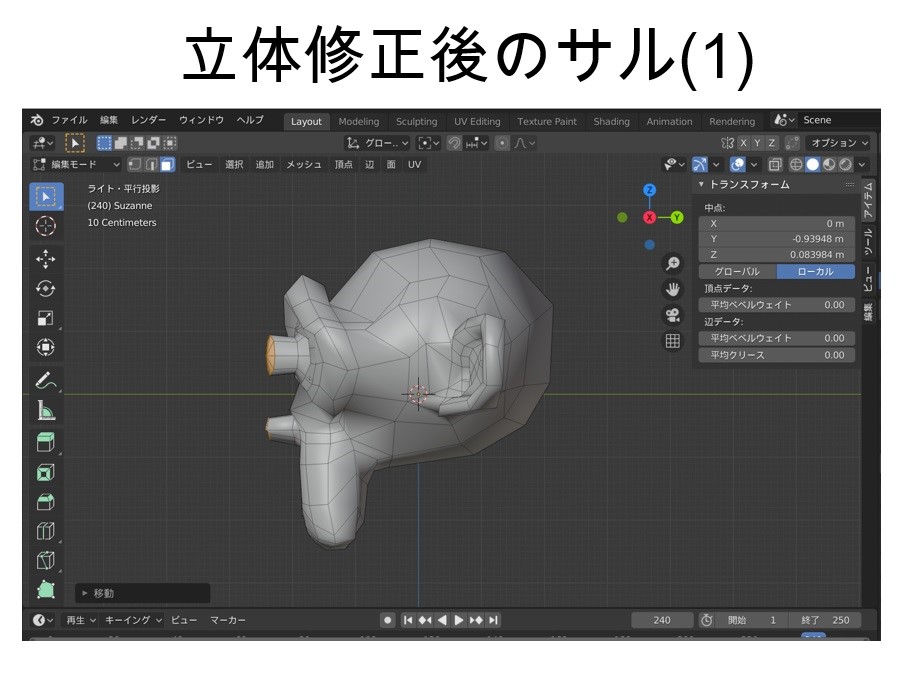 立体修正後のサル(1)
ファイル 編集 レンダー ウィンドウ ヘルプ Layout Modeling Sculpting UV Editing Texture Paint Shading Animation Rendering Scene
グロー.. X Y Z オプション
編集モード ビュー 選択 追加 メッシュ 頂点 辺 面 UV
ライト・平行投影
(240) Suzanne
10 Centimeters
Z
X Y
トランスフォーム
中点:
X 0 m
Y -0.93948 m
Z 0.083984 m
グローバル ローカル
頂点データ:
平均ベベルウェイト 0.00
辺データ:
平均ベベルウェイト 0.00
平均クリース 0.00
アイテム
ツール
ビュー
編集
移動
再生 キーイング ビュー マーカー 240 開始 1 終了 250